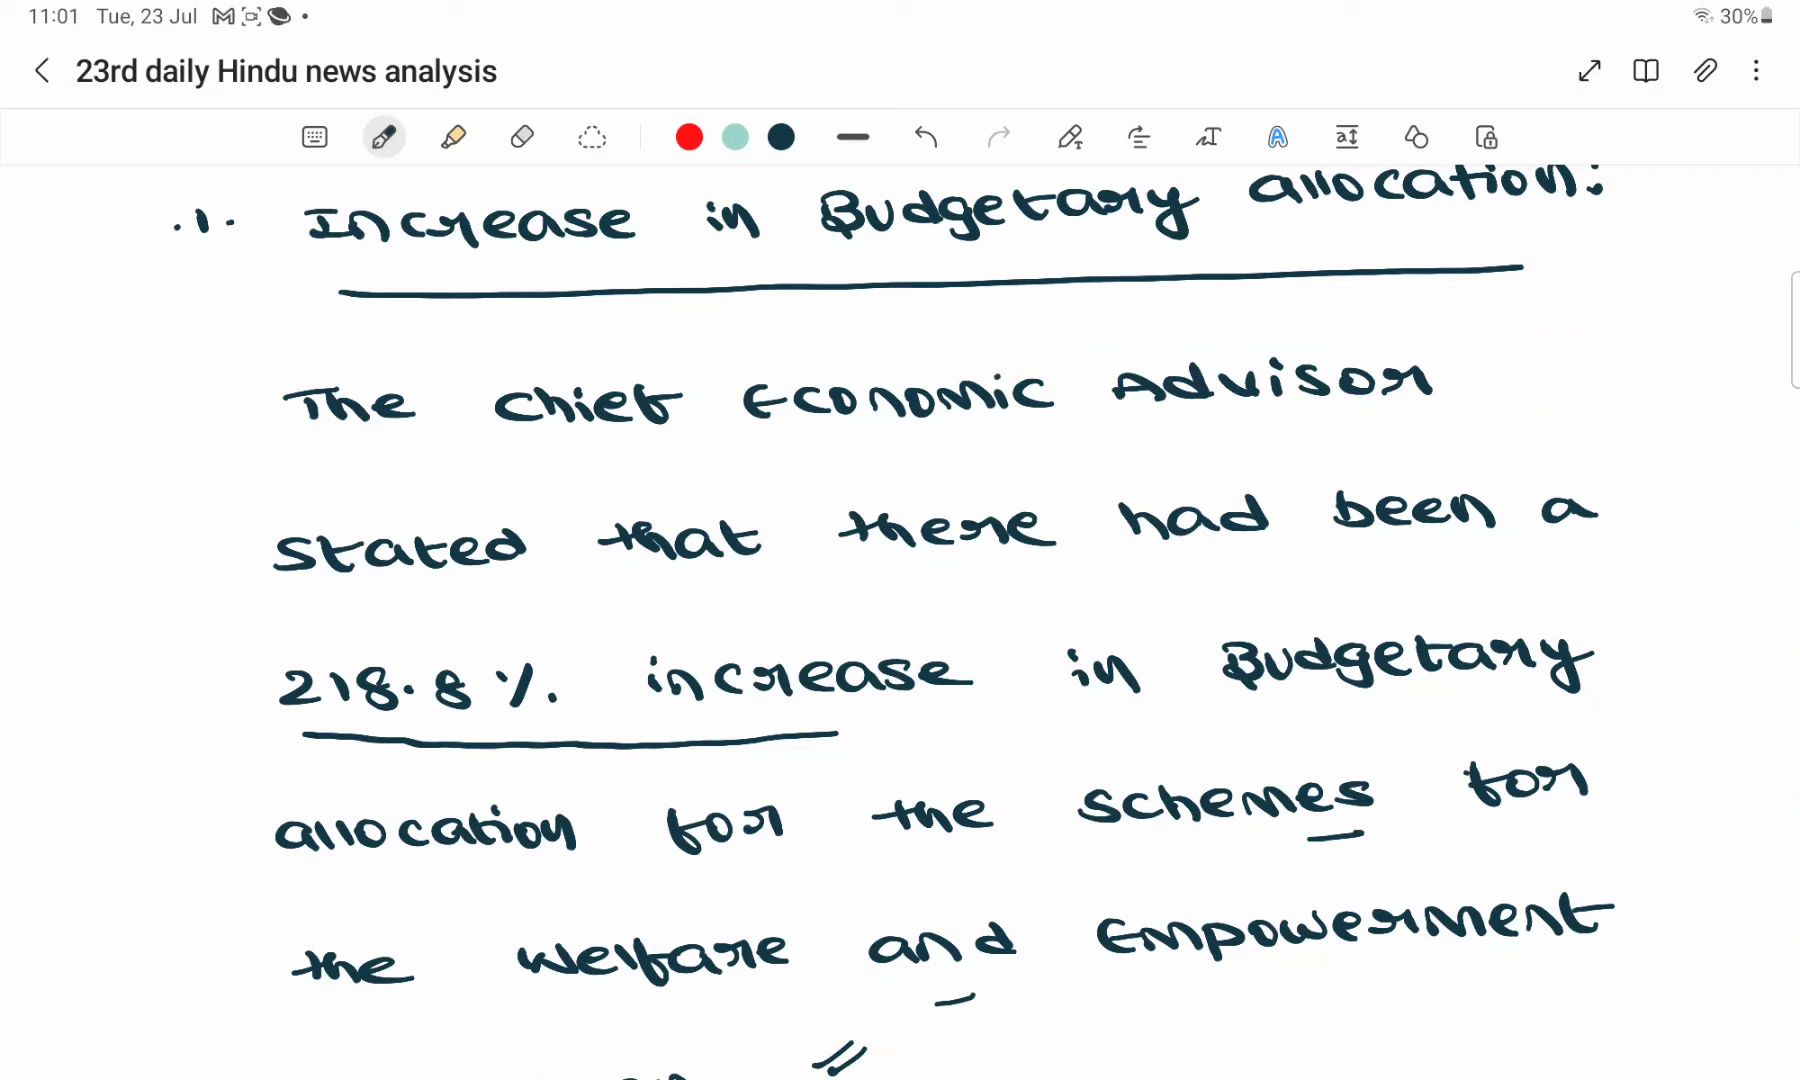 11:01 Tue, 23 Jul 30%
23rd daily Hindu news analysis
.1. Increase in Budgetary allocation:
The chief Economic Advisor
stated that there had been a
218.8 %. increase in Budgetary
allocation for the schemes for
the welfare and Empowerment